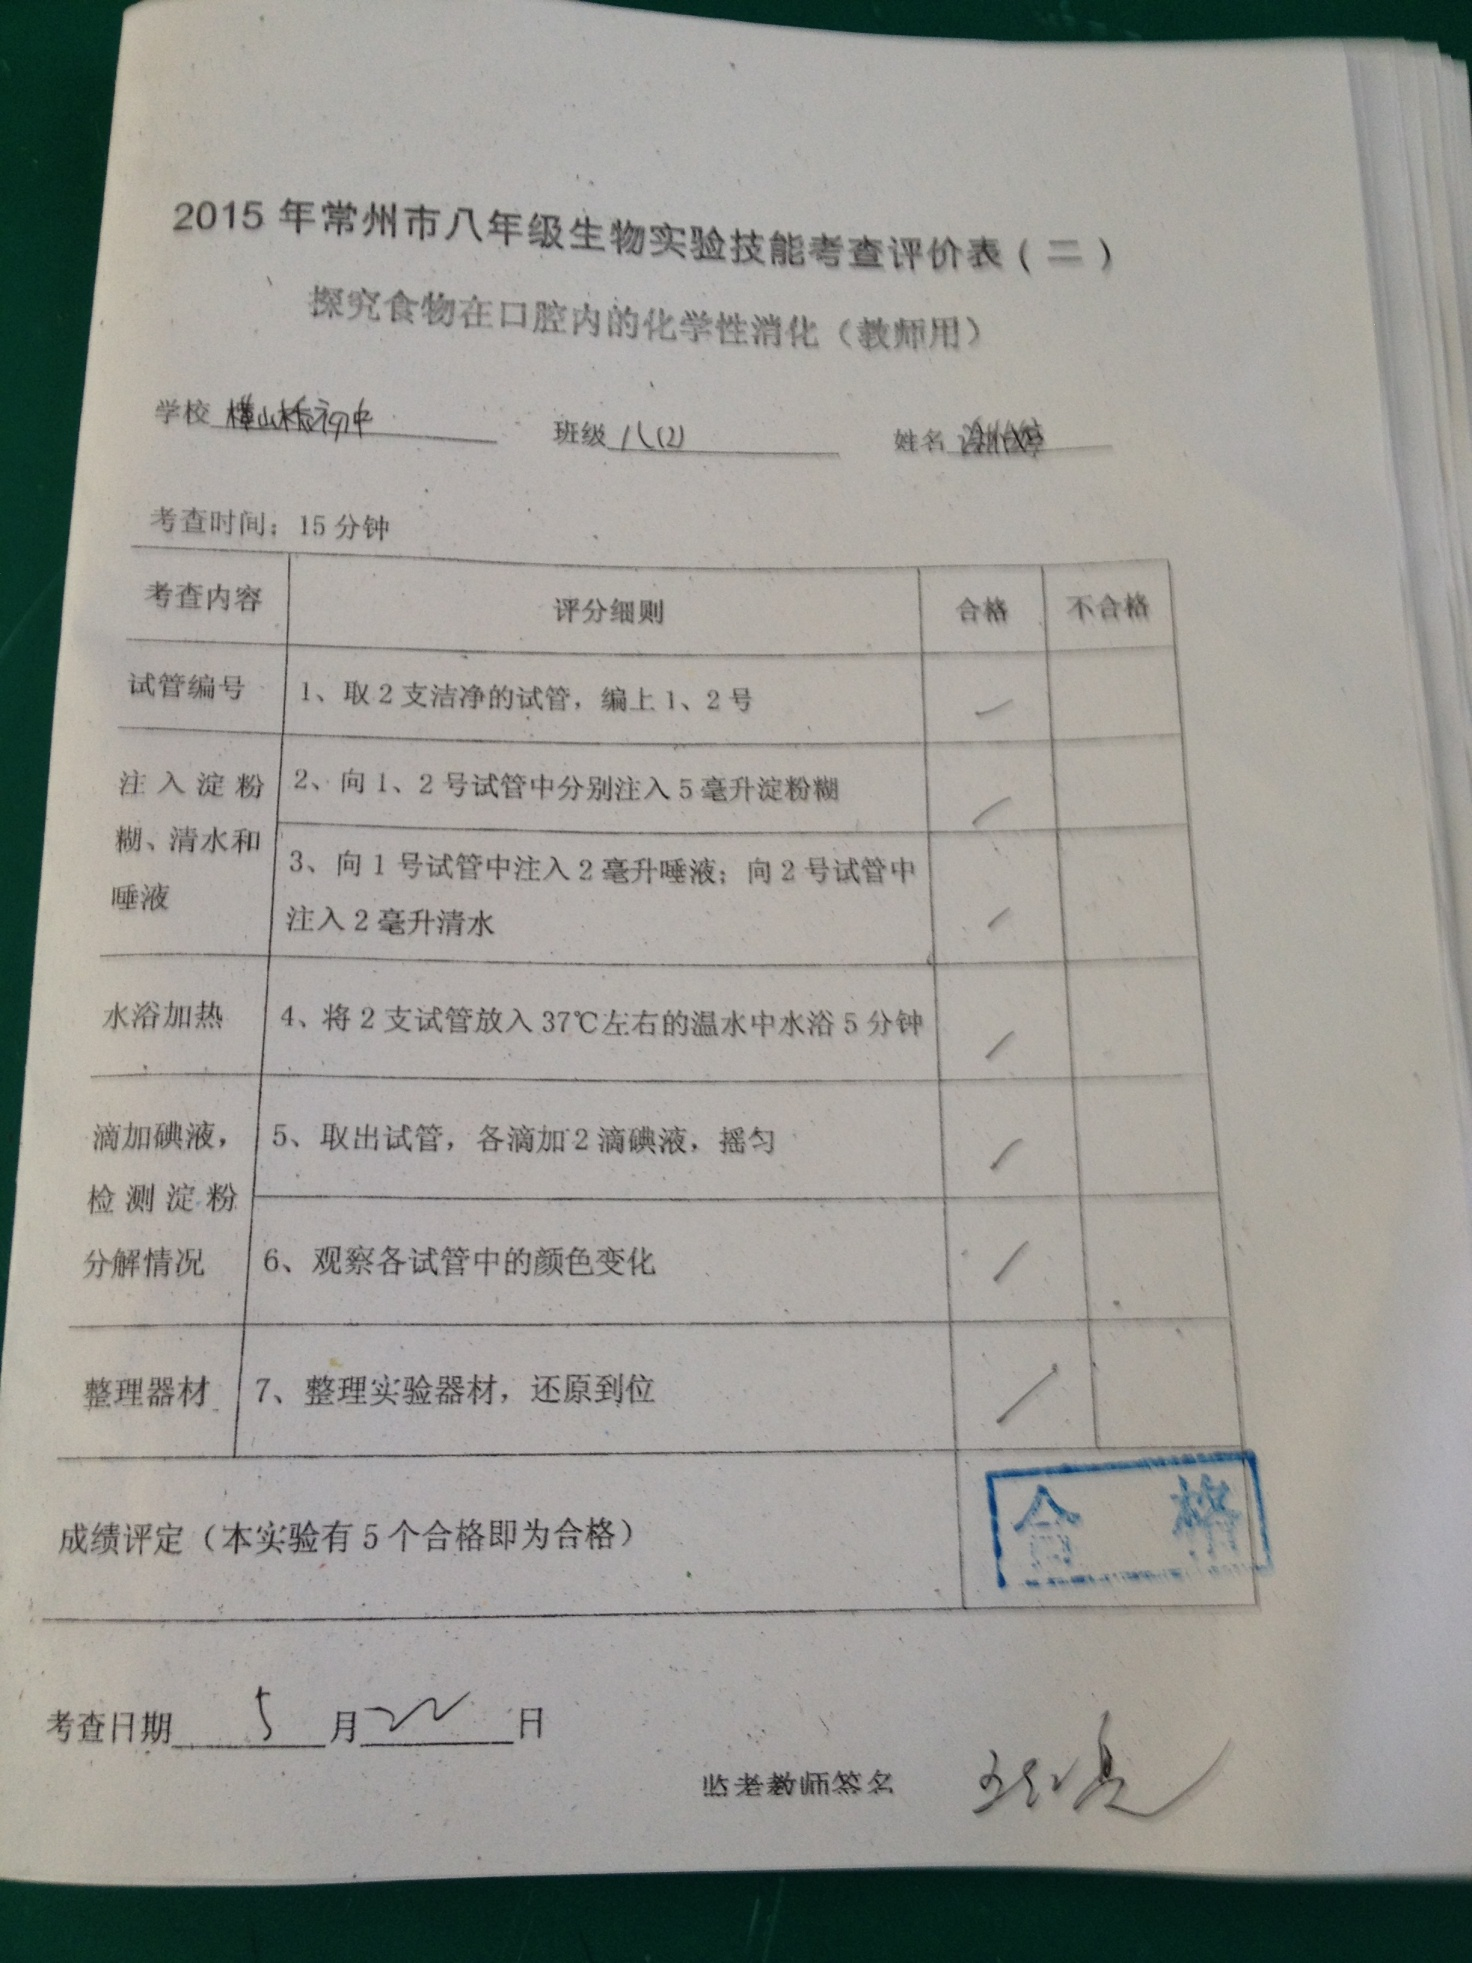 2015 年常州市八年级生物实验技能考查评价表（二）
探究食物在口腔内的化学性消化（教师用）
学校 横山桥初中 班级 八(2) 姓名
考查时间：15 分钟
考查内容 评分细则 合格 不合格
试管编号 1、取 2 支洁净的试管，编上 1、2 号
注入淀粉
糊、清水和
唾液
2、向 1、2 号试管中分别注入 5 毫升淀粉糊
3、向 1 号试管中注入 2 毫升唾液；向 2 号试管中
注入 2 毫升清水
水浴加热 4、将 2 支试管放入 37℃左右的温水中水浴 5 分钟
滴加碘液，
检测淀粉
分解情况
5、取出试管，各滴加 2 滴碘液，摇匀
6、观察各试管中的颜色变化
整理器材 7、整理实验器材，还原到位
成绩评定（本实验有 5 个合格即为合格） 合格
考查日期 5 月 22 日
监考教师签名